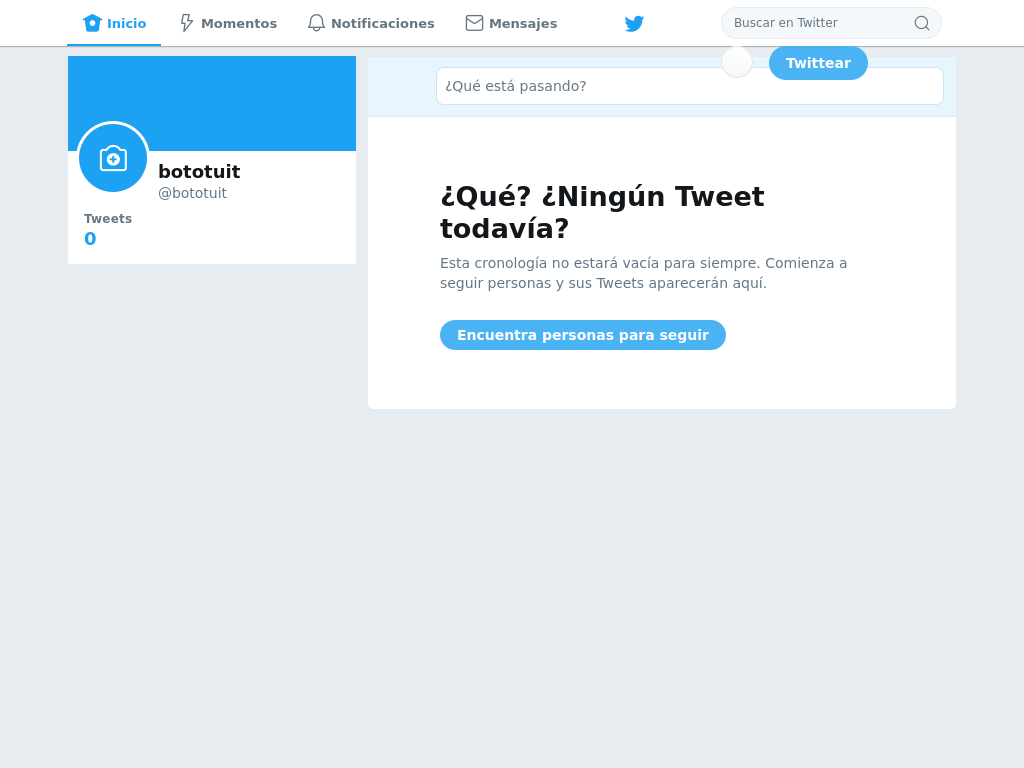 Inicio
Momentos
Notificaciones
Mensajes
Buscar en Twitter
Twittear
¿Qué está pasando?
bototuit
@bototuit
Tweets
0
¿Qué? ¿Ningún Tweet
todavía?
Esta cronología no estará vacía para siempre. Comienza a
seguir personas y sus Tweets aparecerán aquí.
Encuentra personas para seguir